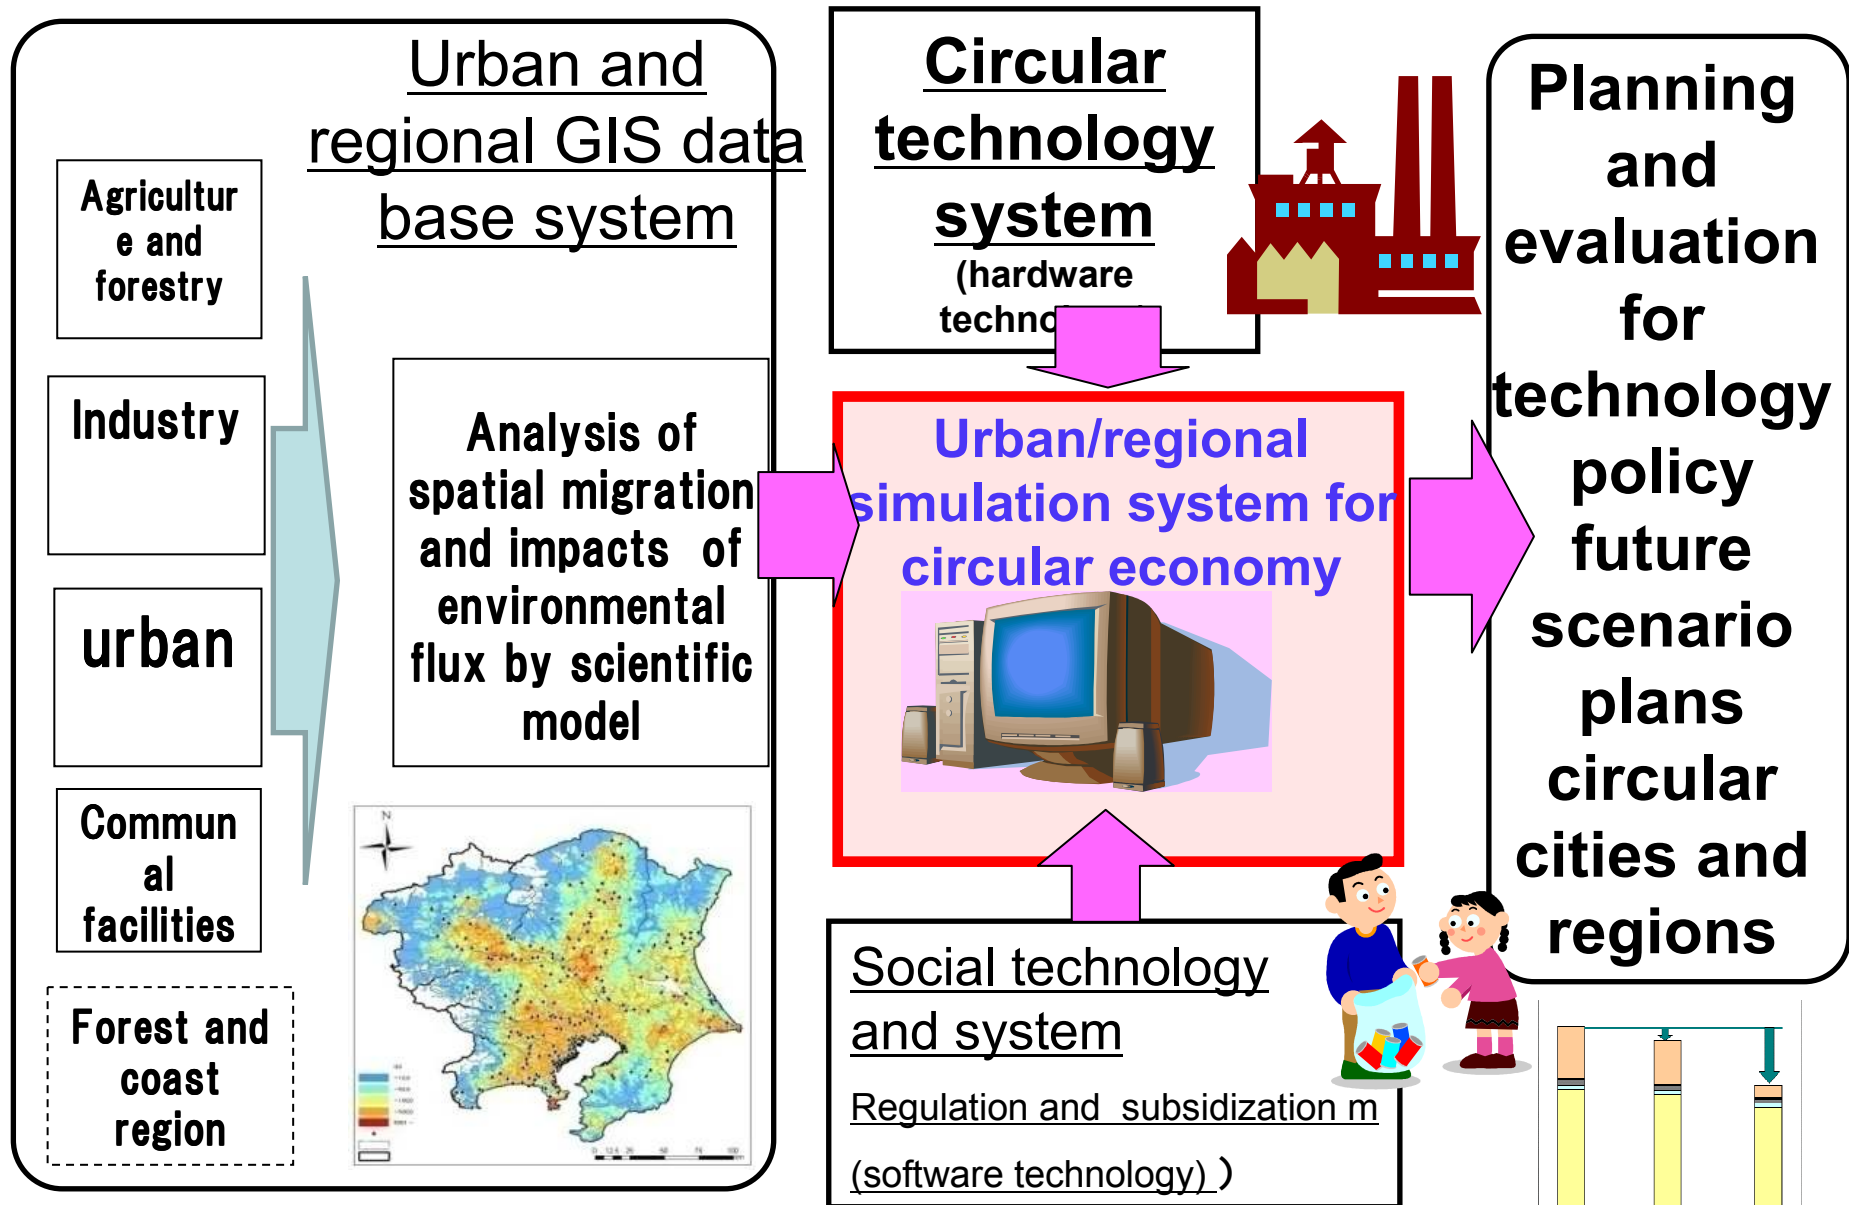 Urban and
regional GIS data
base system
Agricultur
e and
forestry
Industry
urban
Commun
al
facilities
Forest and
coast
region
Analysis of
spatial migration
and impacts of
environmental
flux by scientific
model
N
Circular
technology
system
(hardware
Urban/regional
simulation system for
circular economy
Social technology
and system
Regulation and subsidization m
(software technology) )
Planning
and
evaluation
for
technology
policy
future
scenario
plans
circular
cities and
regions